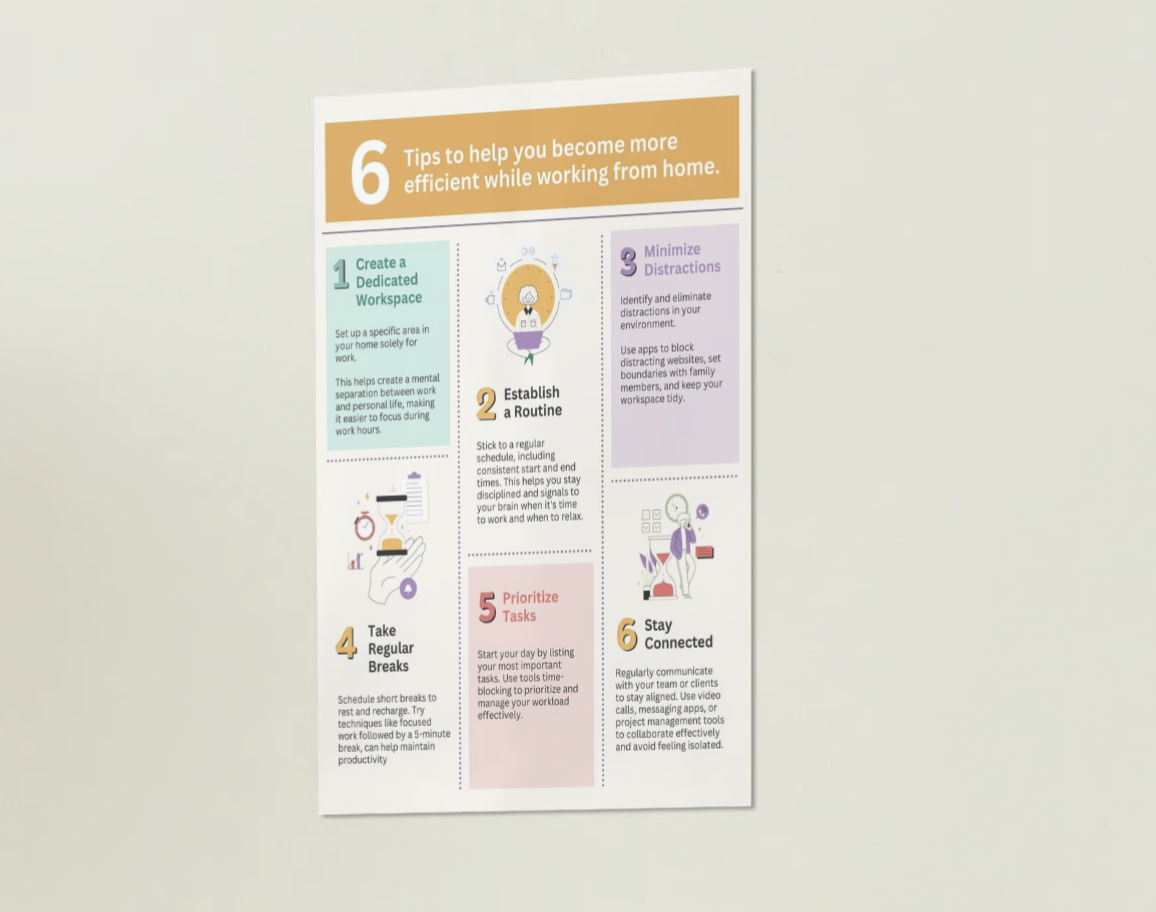 6
Tips to help you become more
efficient while working from home.
1
Create a
Dedicated
Workspace
Set up a specific area in
your home solely for
work.
This helps create a mental
separation between work
and personal life, making
it easier to focus during
work hours.
2
Establish
a Routine
Stick to a regular
schedule, including
consistent start and end
times. This helps you stay
disciplined and signals to
your brain when it's time
to work and when to relax.
3
Minimize
Distractions
Identify and eliminate
distractions in your
environment.
Use apps to block
distracting websites, set
boundaries with family
members, and keep your
workspace tidy.
4
Take
Regular
Breaks
Schedule short breaks to
rest and recharge. Try
techniques like focused
work followed by a 5-minute
break, can help maintain
productivity
5
Prioritize
Tasks
Start your day by listing
your most important
tasks. Use tools time-
blocking to prioritize and
manage your workload
effectively.
6
Stay
Connected
Regularly communicate
with your team or clients
to stay aligned. Use video
calls, messaging apps, or
project management tools
to collaborate effectively
and avoid feeling isolated.